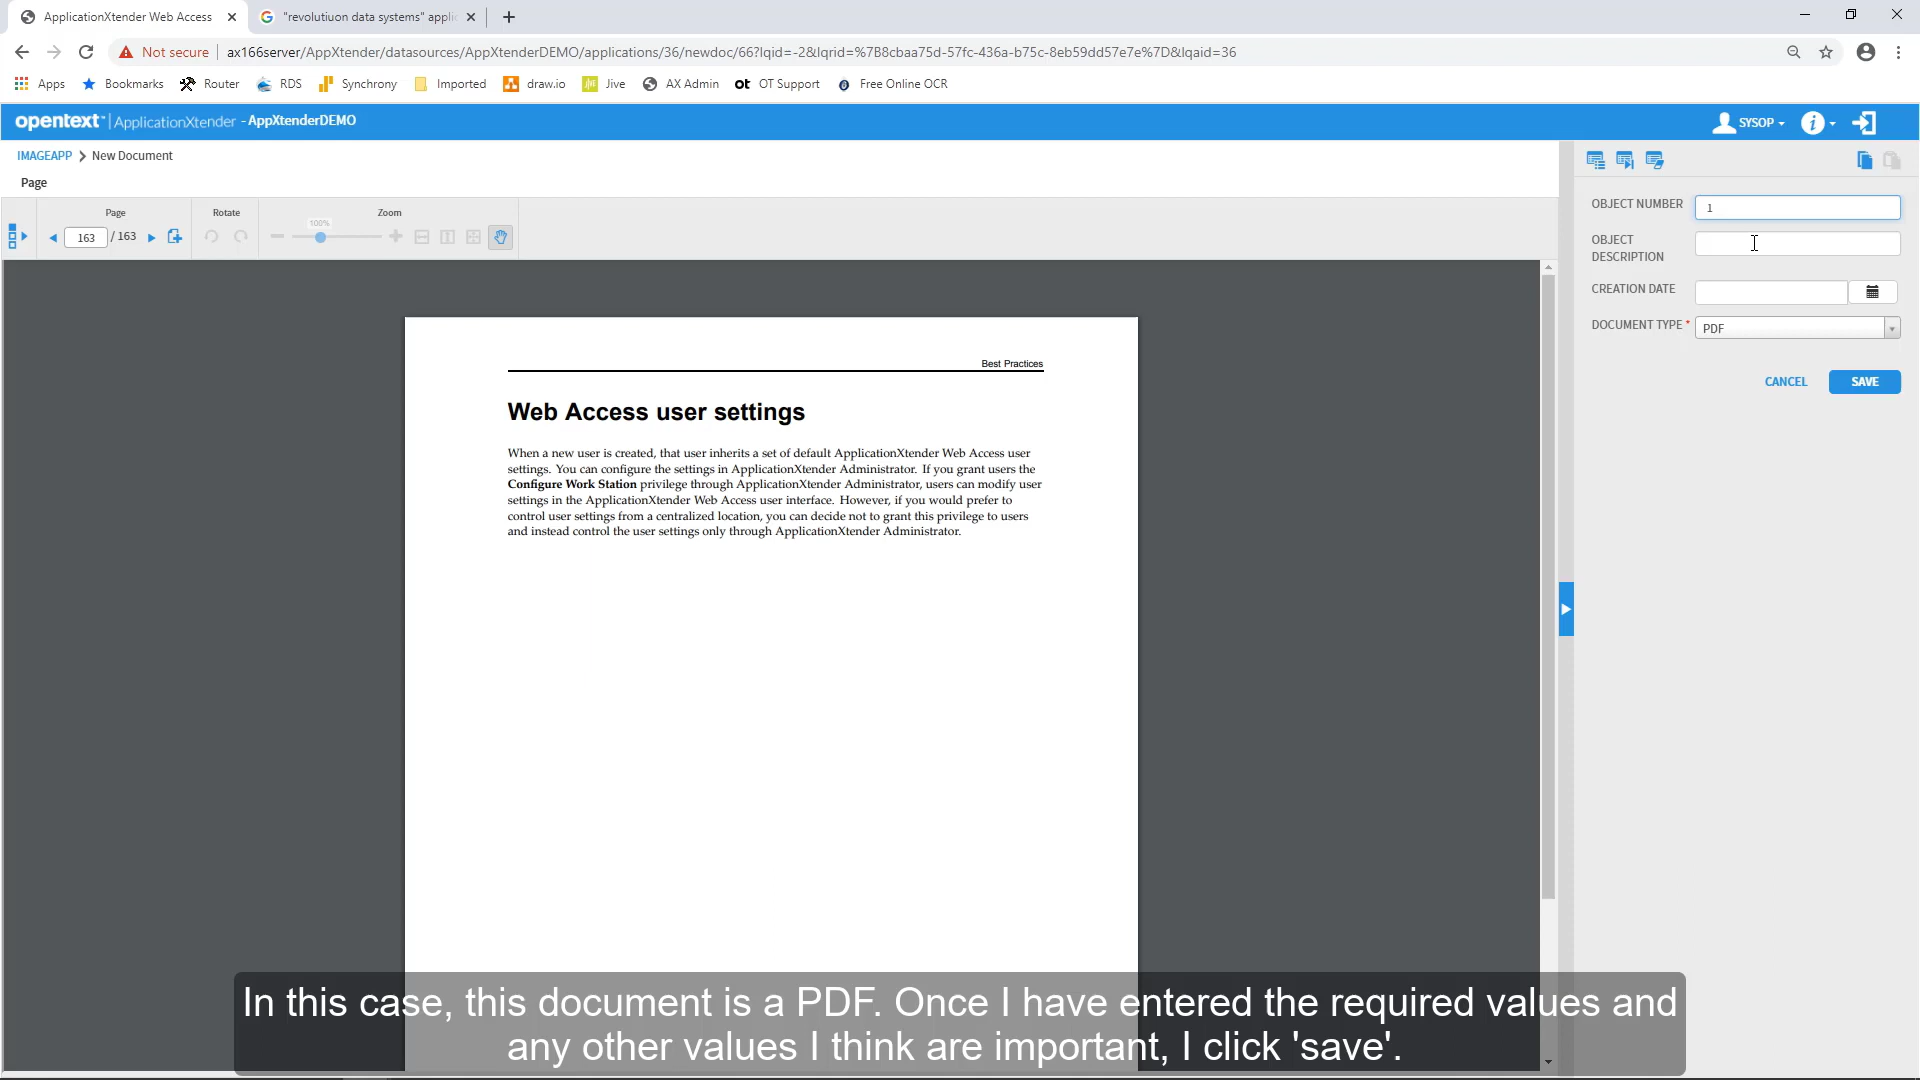 ApplicationXtender Web Access
"revolutiuon data systems" applic
Not secure
ax166server/AppXtender/datasources/AppXtenderDEMO/applications/36/newdoc/66?lqid=-2&lqrid=%7B8cbaa75d-57fc-436a-b75c-8eb59dd57e7e%7D&lqaid=36
Apps
Bookmarks
Router
RDS
Synchrony
Imported
draw.io
Jive
AX Admin
ot OT Support
Free Online OCR
opentext™ | ApplicationXtender - AppXtenderDEMO
SYSOP
IMAGEAPP > New Document
Page
Page
163 / 163
Rotate
Zoom
100%
OBJECT NUMBER
1
OBJECT
DESCRIPTION
CREATION DATE
DOCUMENT TYPE *
PDF
CANCEL
SAVE
Best Practices
Web Access user settings
When a new user is created, that user inherits a set of default ApplicationXtender Web Access user
settings. You can configure the settings in ApplicationXtender Administrator. If you grant users the
Configure Work Station privilege through ApplicationXtender Administrator, users can modify user
settings in the ApplicationXtender Web Access user interface. However, if you would prefer to
control user settings from a centralized location, you can decide not to grant this privilege to users
and instead control the user settings only through ApplicationXtender Administrator.
In this case, this document is a PDF. Once I have entered the required values and
any other values I think are important, I click 'save'.